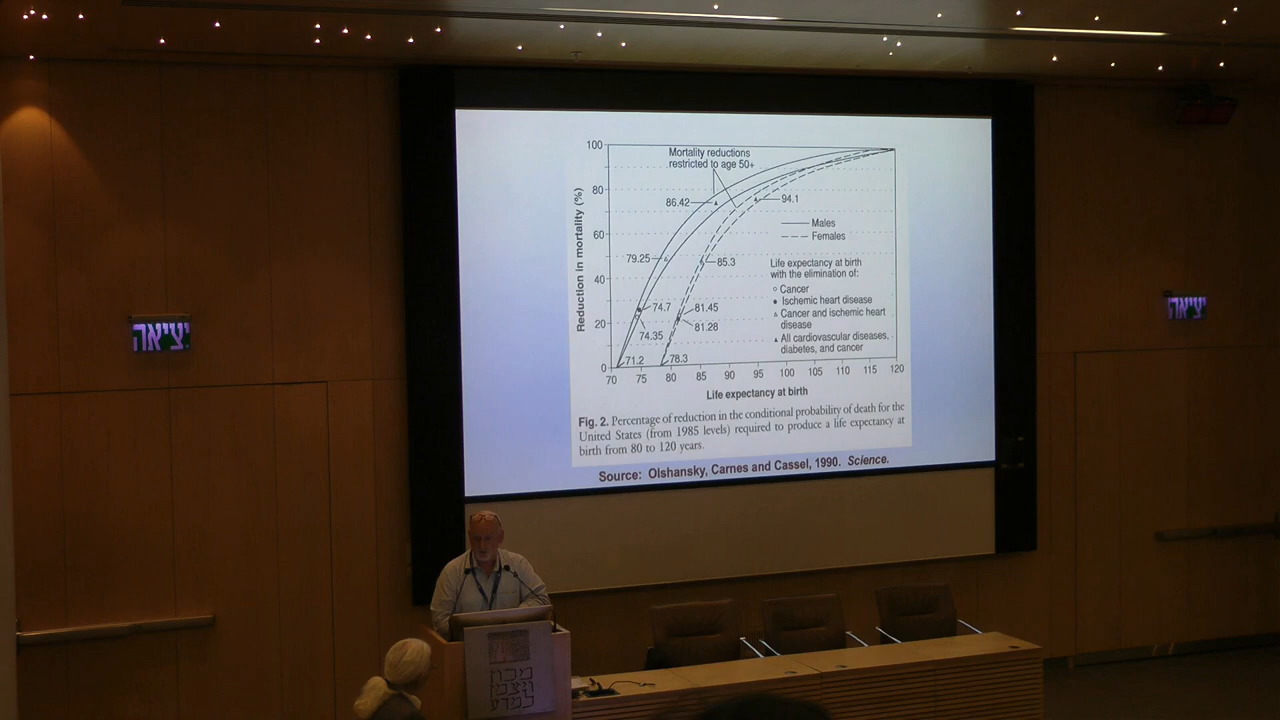 100
80
60
40
20
0
Reduction in mortality (%)
Mortality reductions
restricted to age 50+
86.42
94.1
Males
Females
79.25
85.3
Life expectancy at birth
with the elimination of:
Cancer
Ischemic heart disease
Cancer and ischemic heart
disease
All cardiovascular diseases,
diabetes, and cancer
74.7
81.45
74.35
81.28
71.2
78.3
70 75 80 85 90 95 100 105 110 115 120
Life expectancy at birth
Fig. 2. Percentage of reduction in the conditional probability of death for the
United States (from 1985 levels) required to produce a life expectancy at
birth from 80 to 120 years.
Source: Olshansky, Carnes and Cassel, 1990. Science.
יציאה
יציאה
מכון
ויצמן
למדע